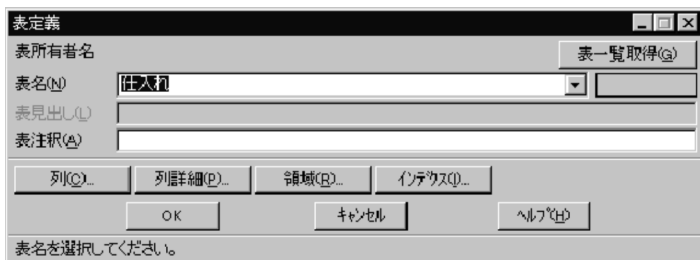 表定義
表所有者名
表一覧取得(G)
表名(N) 仕入れ
表見出し(L)
表注釈(A)
列(C)... 列詳細(P)... 領域(R)... インデクス(I)...
OK キャンセル ヘルプ(H)
表名を選択してください。